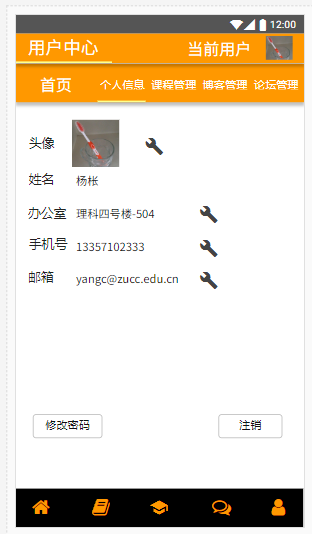 12:00
用户中心 当前用户
首页 个人信息 课程管理 博客管理 论坛管理
头像
姓名 杨枨
办公室 理科四号楼-504
手机号 13357102333
邮箱 yangc@zucc.edu.cn
修改密码 注销